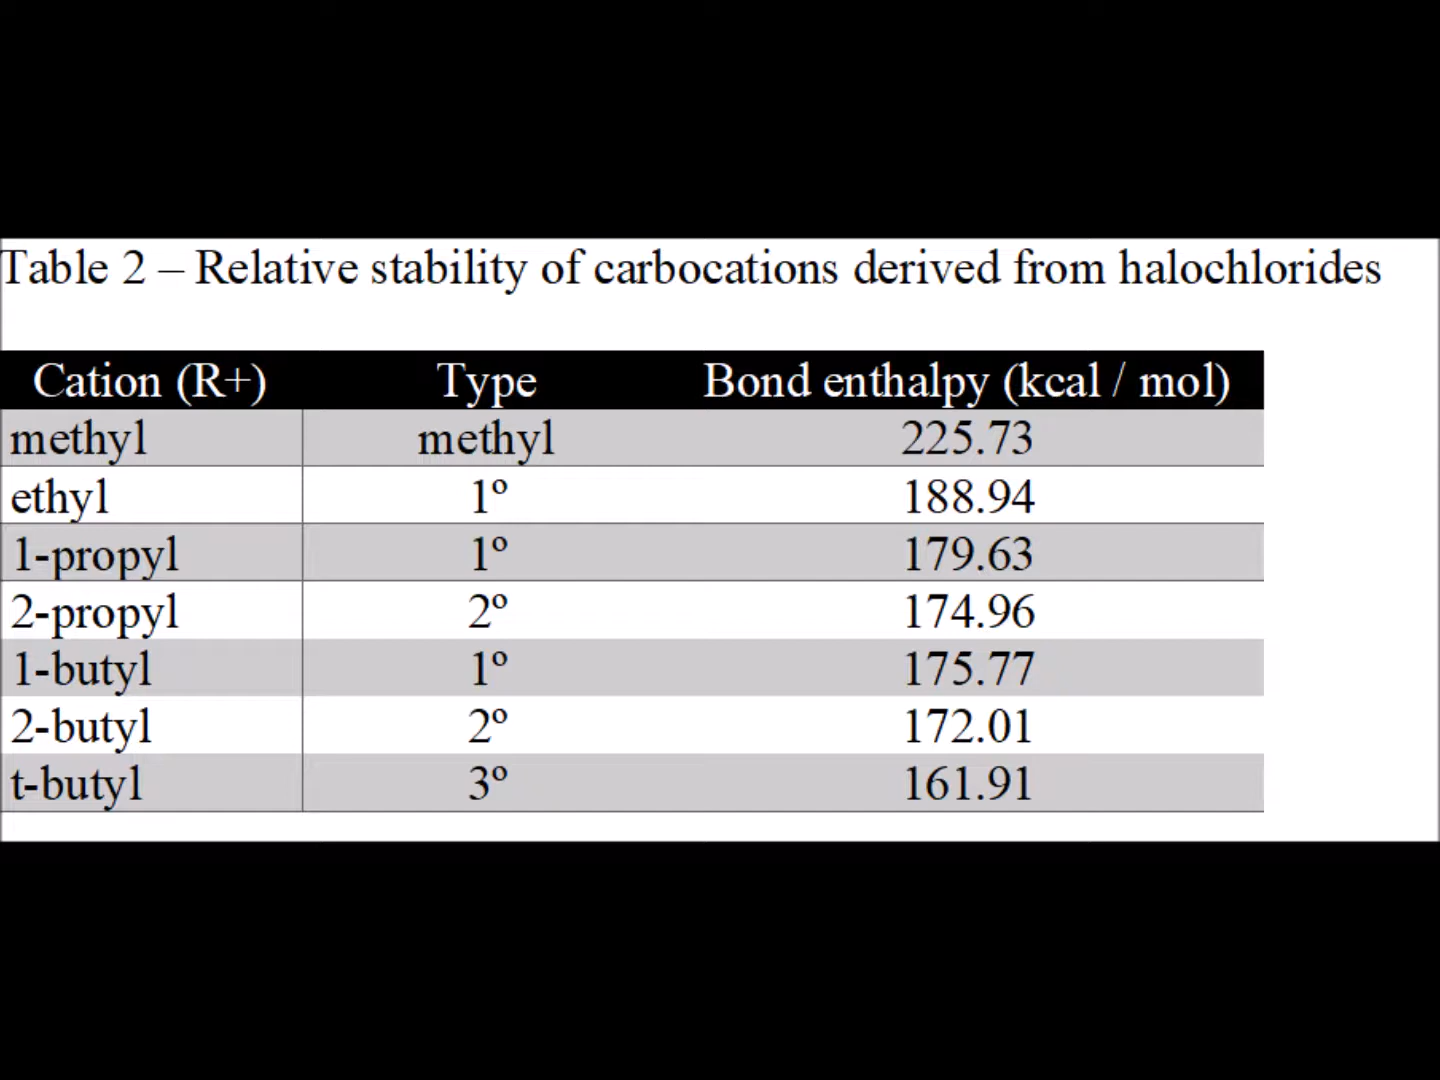 Table 2 – Relative stability of carbocations derived from halochlorides
Cation (R+) Type Bond enthalpy (kcal / mol)
methyl methyl 225.73
ethyl 1º 188.94
1-propyl 1º 179.63
2-propyl 2º 174.96
1-butyl 1º 175.77
2-butyl 2º 172.01
t-butyl 3º 161.91